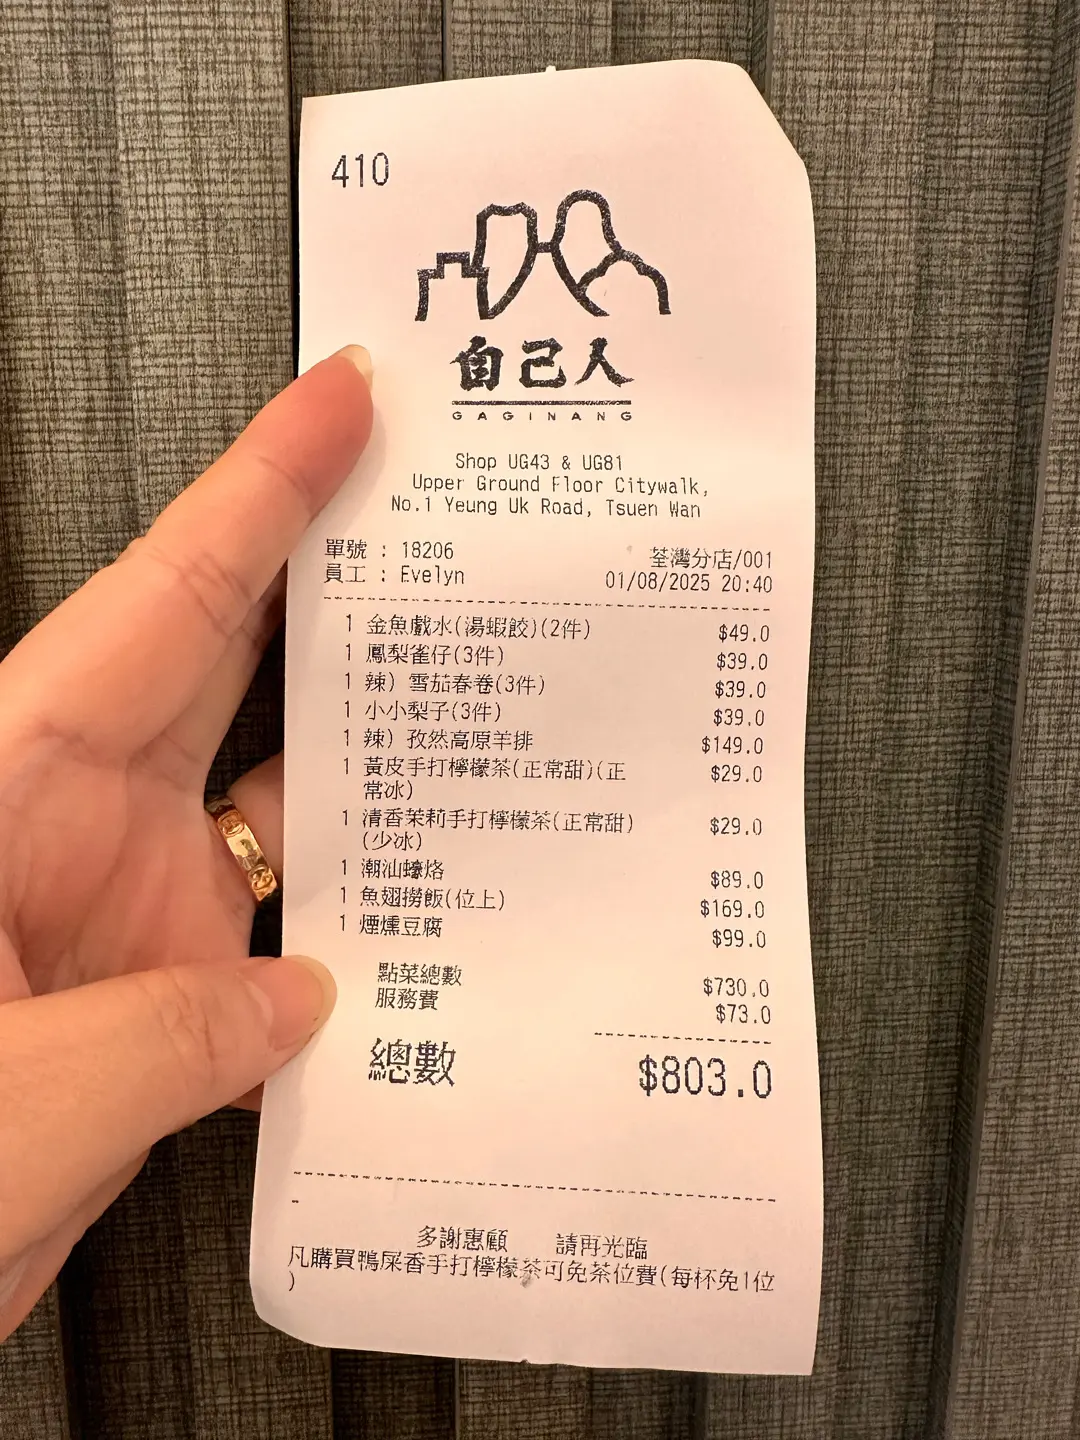 410
自己人
GAGINANG
Shop UG43 & UG81
Upper Ground Floor Citywalk,
No.1 Yeung Uk Road, Tsuen Wan
單號 : 18206 荃灣分店/001
員工 : Evelyn 01/08/2025 20:40
1 金魚戲水(湯蝦餃)(2件) $49.0
1 鳳梨雀仔(3件) $39.0
1 辣) 雪茄春卷(3件) $39.0
1 小小梨子(3件) $39.0
1 辣) 孜然高原羊排 $149.0
1 黃皮手打檸檬茶(正常甜)(正 $29.0
常冰)
1 清香茉莉手打檸檬茶(正常甜) $29.0
(少冰)
1 潮汕蠔烙 $89.0
1 魚翅撈飯(位上) $169.0
1 煙燻豆腐 $99.0
點菜總數 $730.0
服務費 $73.0
總數 $803.0
-
多謝惠顧 請再光臨
凡購買鴨屎香手打檸檬茶可免茶位費(每杯免1位
)